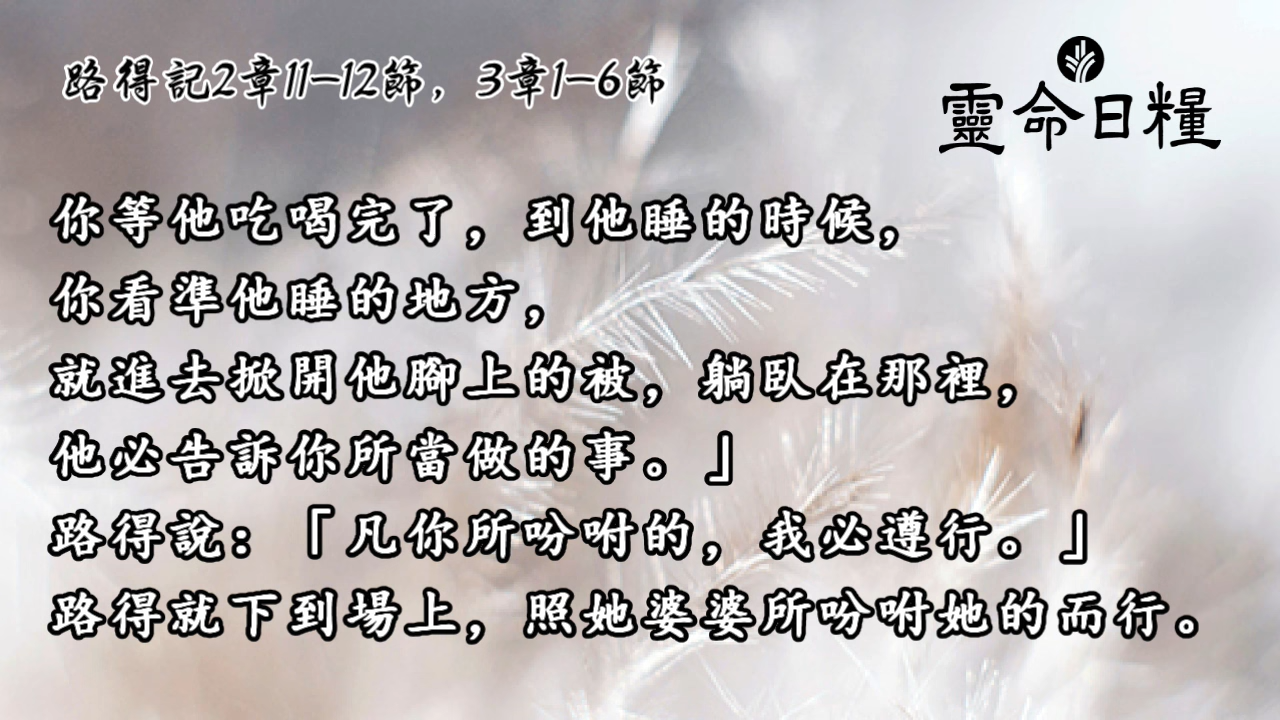 路得記2章11-12節，3章1-6節
靈命日糧
你等他吃喝完了，到他睡的時候，
你看準他睡的地方，
就進去掀開他腳上的被，躺臥在那裡，
他必告訴你所當做的事。」
路得說：「凡你所吩咐的，我必遵行。」
路得就下到場上，照她婆婆所吩咐她的而行。